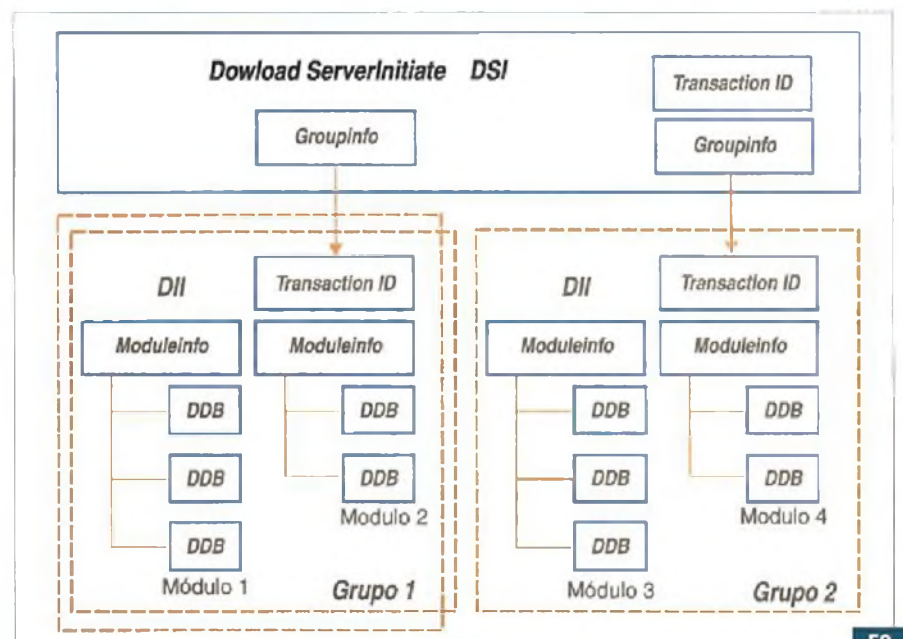 Dowload ServerInitiate DSI
Transaction ID
Groupinfo
Groupinfo
DII
Transaction ID
Moduleinfo
Moduleinfo
DDB
DDB
DDB
DDB
Modulo 2
DDB
Módulo 1
Grupo 1
DII
Transaction ID
Moduleinfo
Moduleinfo
DDB
DDB
DDB
DDB
Modulo 4
DDB
Módulo 3
Grupo 2